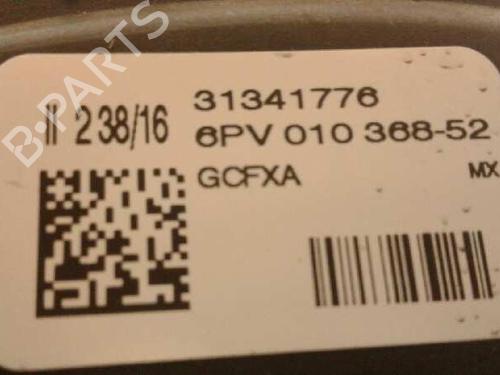 31341776
II 2 38/16
6PV 010 368-52
GCFXA
MX
B-PARTS